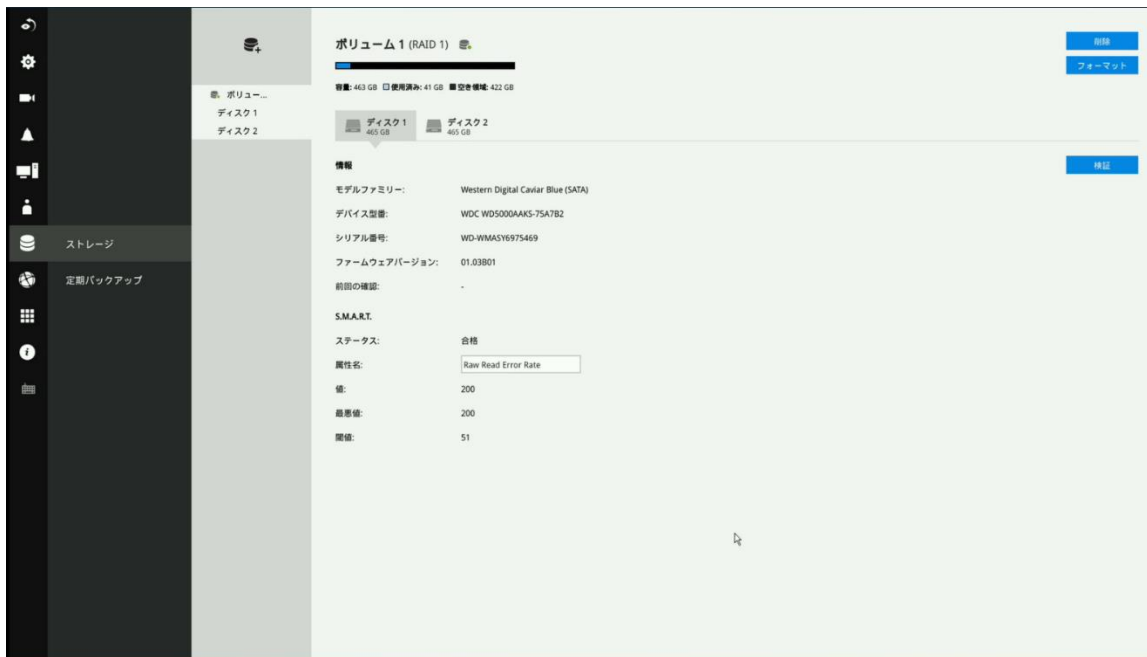 ストレージ
定期バックアップ
ボリュー...
ディスク 1
ディスク 2
ボリューム 1 (RAID 1)
容量: 463 GB 使用済み: 41 GB 空き領域: 422 GB
削除
フォーマット
ディスク 1
465 GB
ディスク 2
465 GB
情報
検証
モデルファミリー: Western Digital Caviar Blue (SATA)
デバイス型番: WDC WD5000AAKS-75A7B2
シリアル番号: WD-WMASY6975469
ファームウェアバージョン: 01.03B01
前回の確認: -
S.M.A.R.T.
ステータス: 合格
属性名: Raw Read Error Rate
値: 200
最悪値: 200
閾値: 51